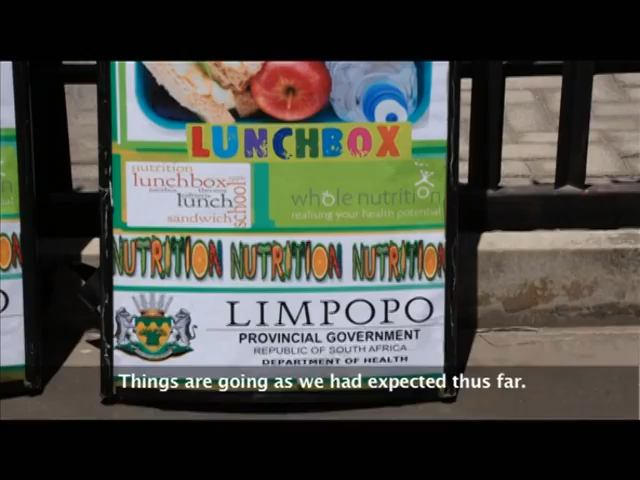 LUNCHBOX
nutrition
lunchbox
lunch
school
sandwich
whole nutrition
realising your health potential
NUTRITION NUTRITION NUTRITION
LIMPOPO
PROVINCIAL GOVERNMENT
REPUBLIC OF SOUTH AFRICA
DEPARTMENT OF HEALTH
Things are going as we had expected thus far.